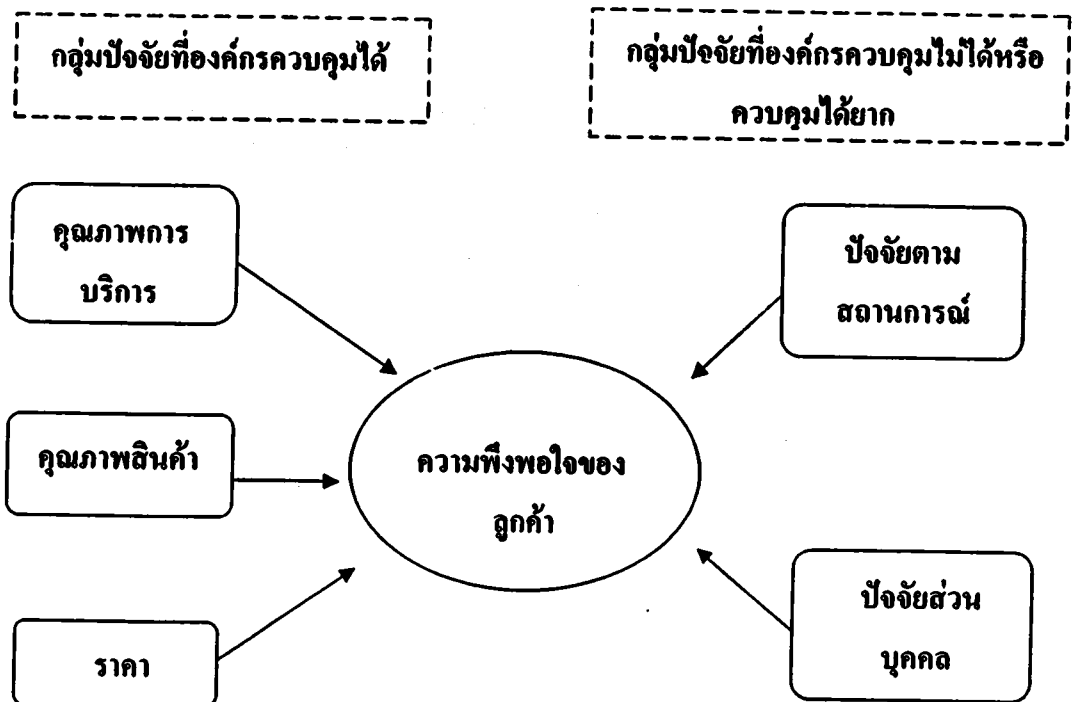 กลุ่มปัจจัยที่องค์กรควบคุมได้
กลุ่มปัจจัยที่องค์กรควบคุมไม่ได้หรือ
ควบคุมได้ยาก
คุณภาพการ
บริการ
ปัจจัยตาม
สถานการณ์
คุณภาพสินค้า
ความพึงพอใจของ
ลูกค้า
ราคา
ปัจจัยส่วน
บุคคล